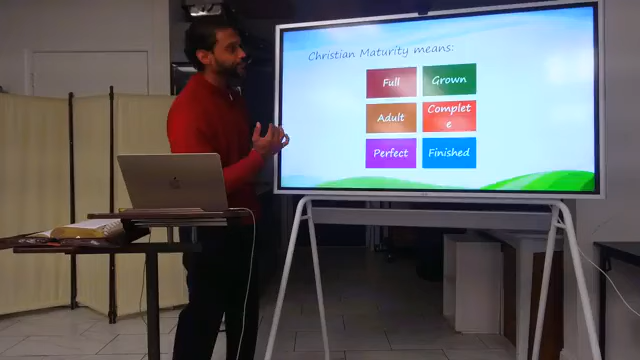 Christian Maturity means:
Full
Grown
Adult
Complet
e
Perfect
Finished